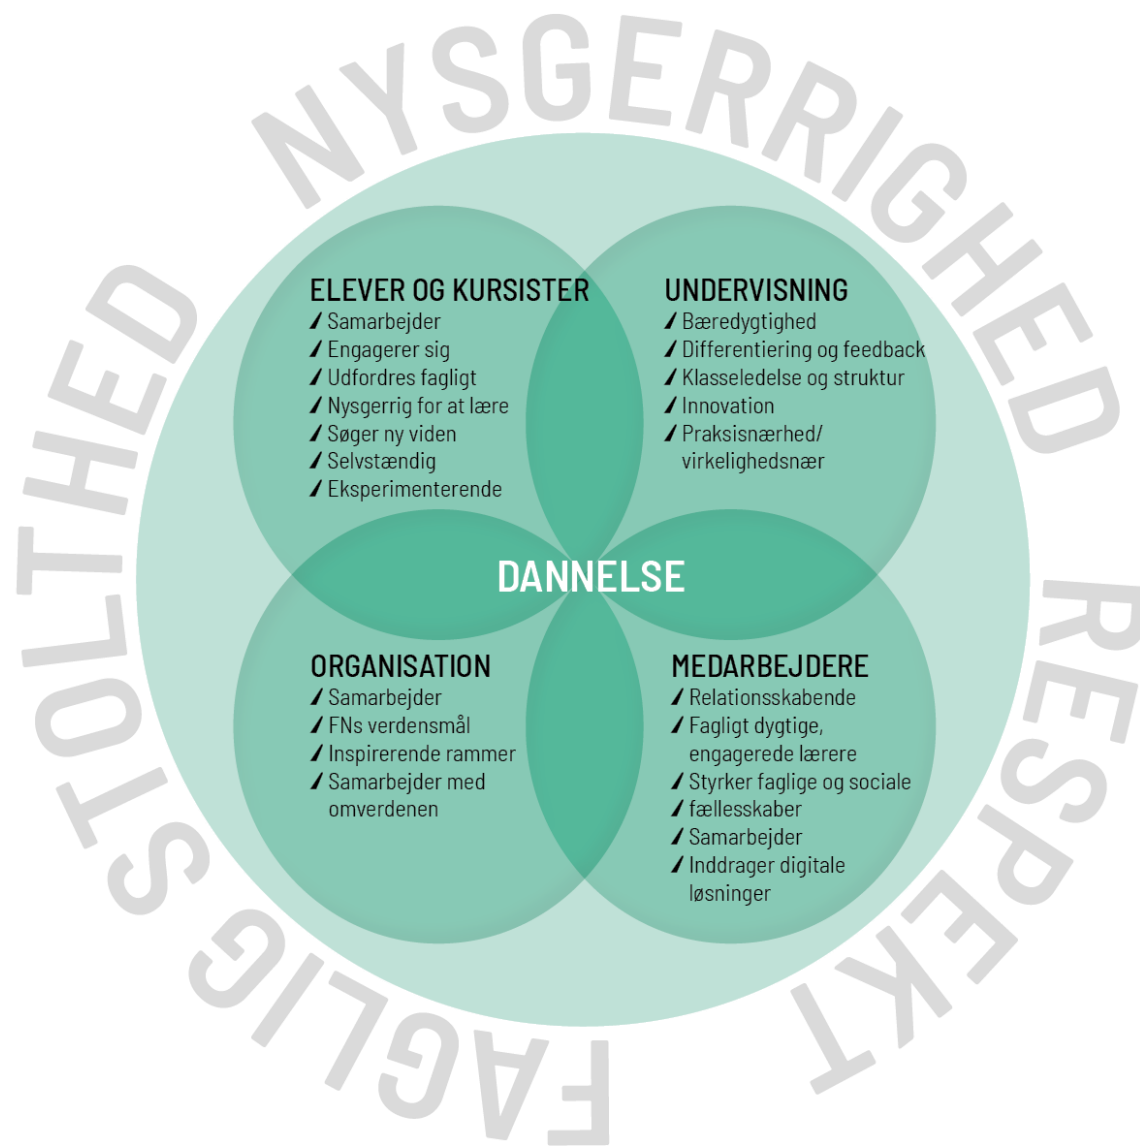 NYSGERRIGHED
ELEVER OG KURSISTER
Samarbejder
Engagerer sig
Udfordres fagligt
Nysgerrig for at lære
Søger ny viden
Selvstændig
Eksperimenterende
UNDERVISNING
Bæredygtighed
Differentiering og feedback
Klasseledelse og struktur
Innovation
Praksisnærhed/
virkelighedsnær
DANNELSE
ORGANISATION
Samarbejder
FNs verdensmål
Inspirerende rammer
Samarbejder med
omverdenen
MEDARBEJDERE
Relationsskabende
Fagligt dygtige,
engagerede lærere
Styrker faglige og sociale
fællesskaber
Samarbejder
Inddrager digitale
løsninger
RESPEKT
FAGLIG STOLTHED